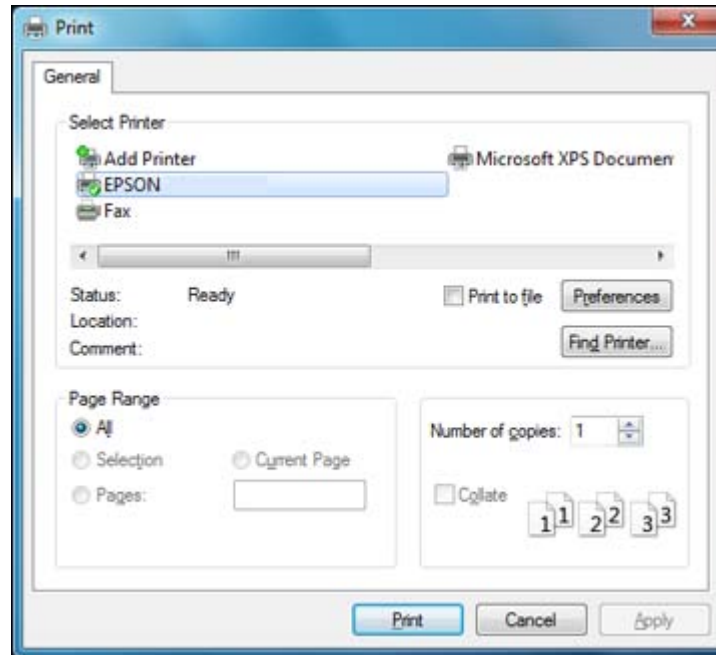 Print
General
Select Printer
Add Printer
Microsoft XPS Documen
EPSON
Fax
Status: Ready
Print to file
Preferences
Location:
Find Printer...
Comment:
Page Range
All
Number of copies: 1
Selection
Current Page
Pages:
Collate
1 1 2 2 3 3
Print
Cancel
Apply